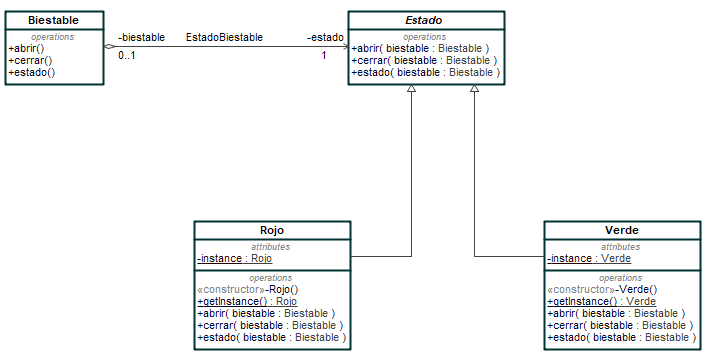 Biestable
operations
+abrir()
+cerrar()
+estado()
-biestable EstadoBiestable -estado
0..1 1
Estado
operations
+abrir( biestable : Biestable )
+cerrar( biestable : Biestable )
+estado( biestable : Biestable )
Rojo
attributes
-instance : Rojo
operations
«constructor»-Rojo()
+getInstance() : Rojo
+abrir( biestable : Biestable )
+cerrar( biestable : Biestable )
+estado( biestable : Biestable )
Verde
attributes
-instance : Verde
operations
«constructor»-Verde()
+getInstance() : Verde
+abrir( biestable : Biestable )
+cerrar( biestable : Biestable )
+estado( biestable : Biestable )